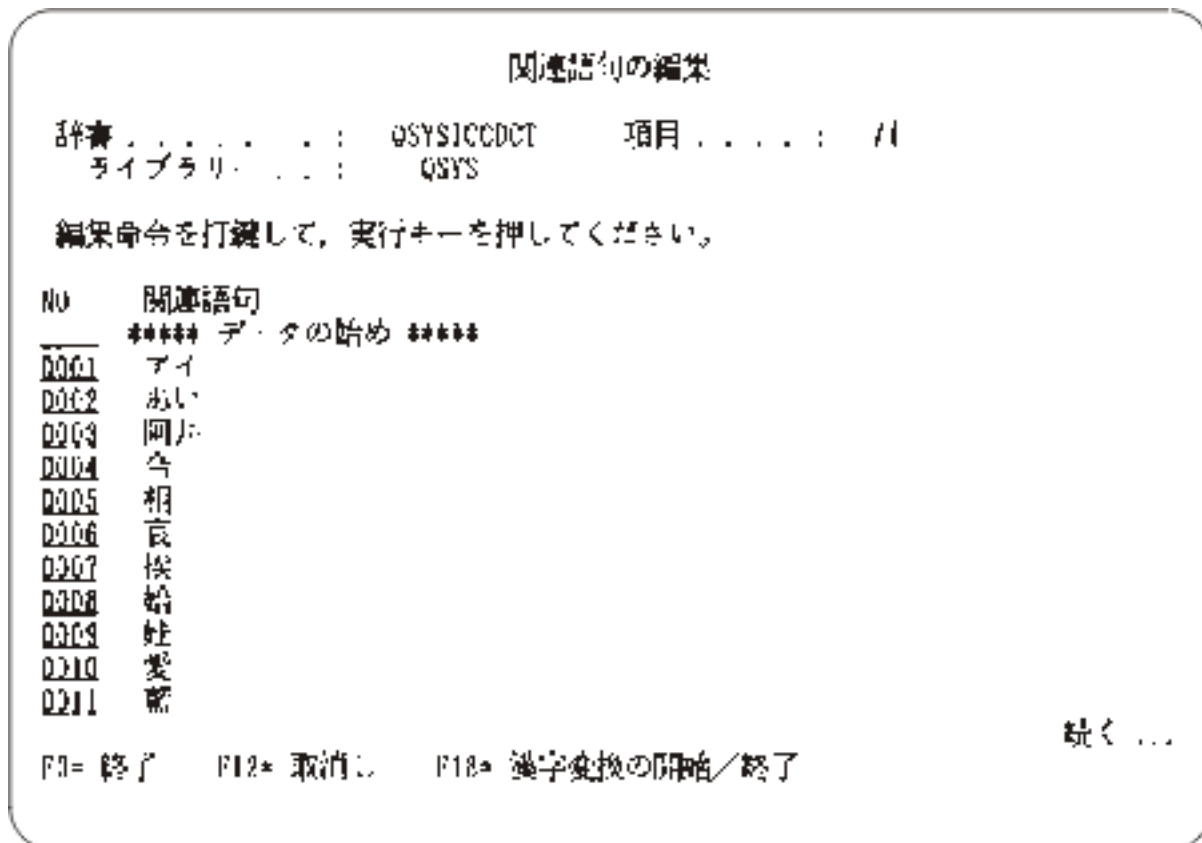 関連語句の編集
辞書 . . . . . . : QSYSICCDCT 項目 . . . . : ｱｲ
ライブラリー . . . : QSYS
編集命令を打鍵して，実行キーを押してください。
NO 関連語句
***** データの始め *****
0001 アイ
0002 あい
0003 阿井
0004
0005 相
0006 哀
0007 挨
0008
0009 娃
0010 愛
0011 藍
続く ...
F3= 終了 F12= 取消し F18= 漢字変換の開始／終了